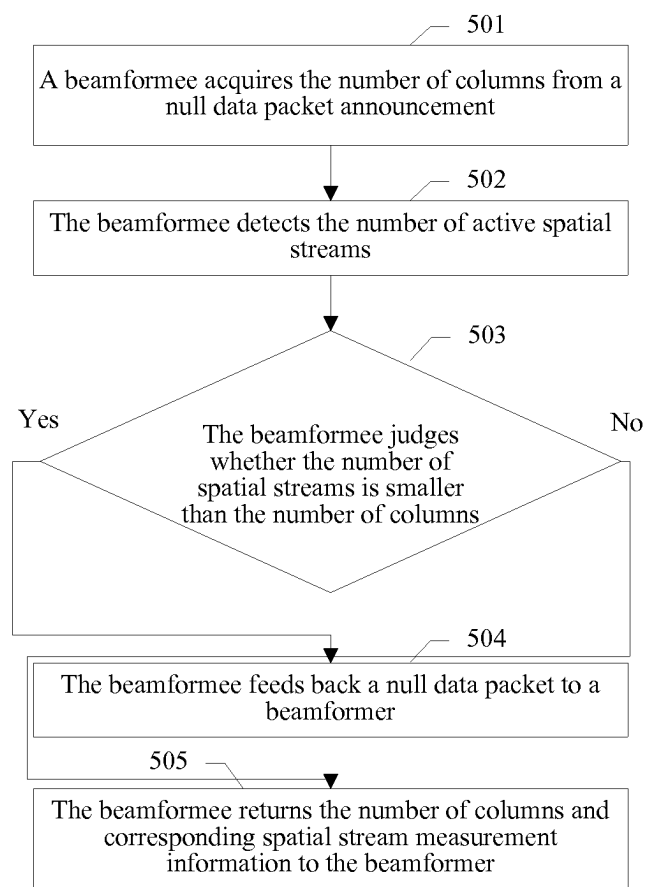 501
A beamformee acquires the number of columns from a
null data packet announcement
502
The beamformee detects the number of active spatial
streams
503
Yes
No
The beamformee judges
whether the number of
spatial streams is smaller
than the number of columns
504
The beamformee feeds back a null data packet to a
beamformer
505
The beamformee returns the number of columns and
corresponding spatial stream measurement
information to the beamformer